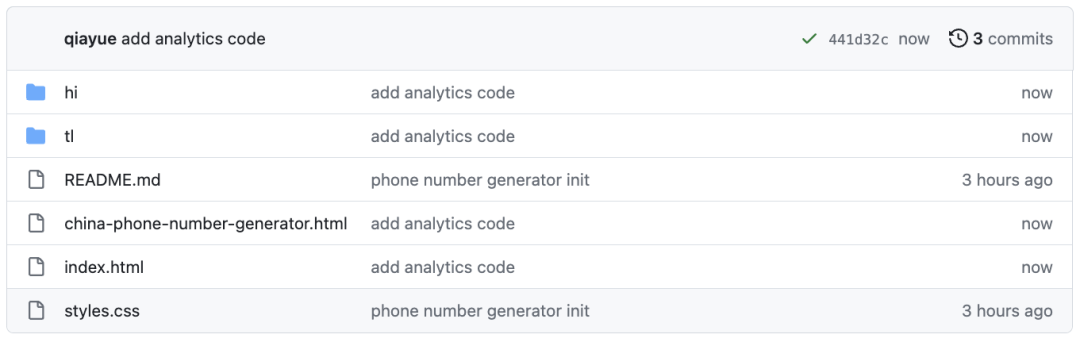 qiayue add analytics code 441d32c now 3 commits
hi add analytics code now
tl add analytics code now
README.md phone number generator init 3 hours ago
china-phone-number-generator.html add analytics code now
index.html add analytics code now
styles.css phone number generator init 3 hours ago